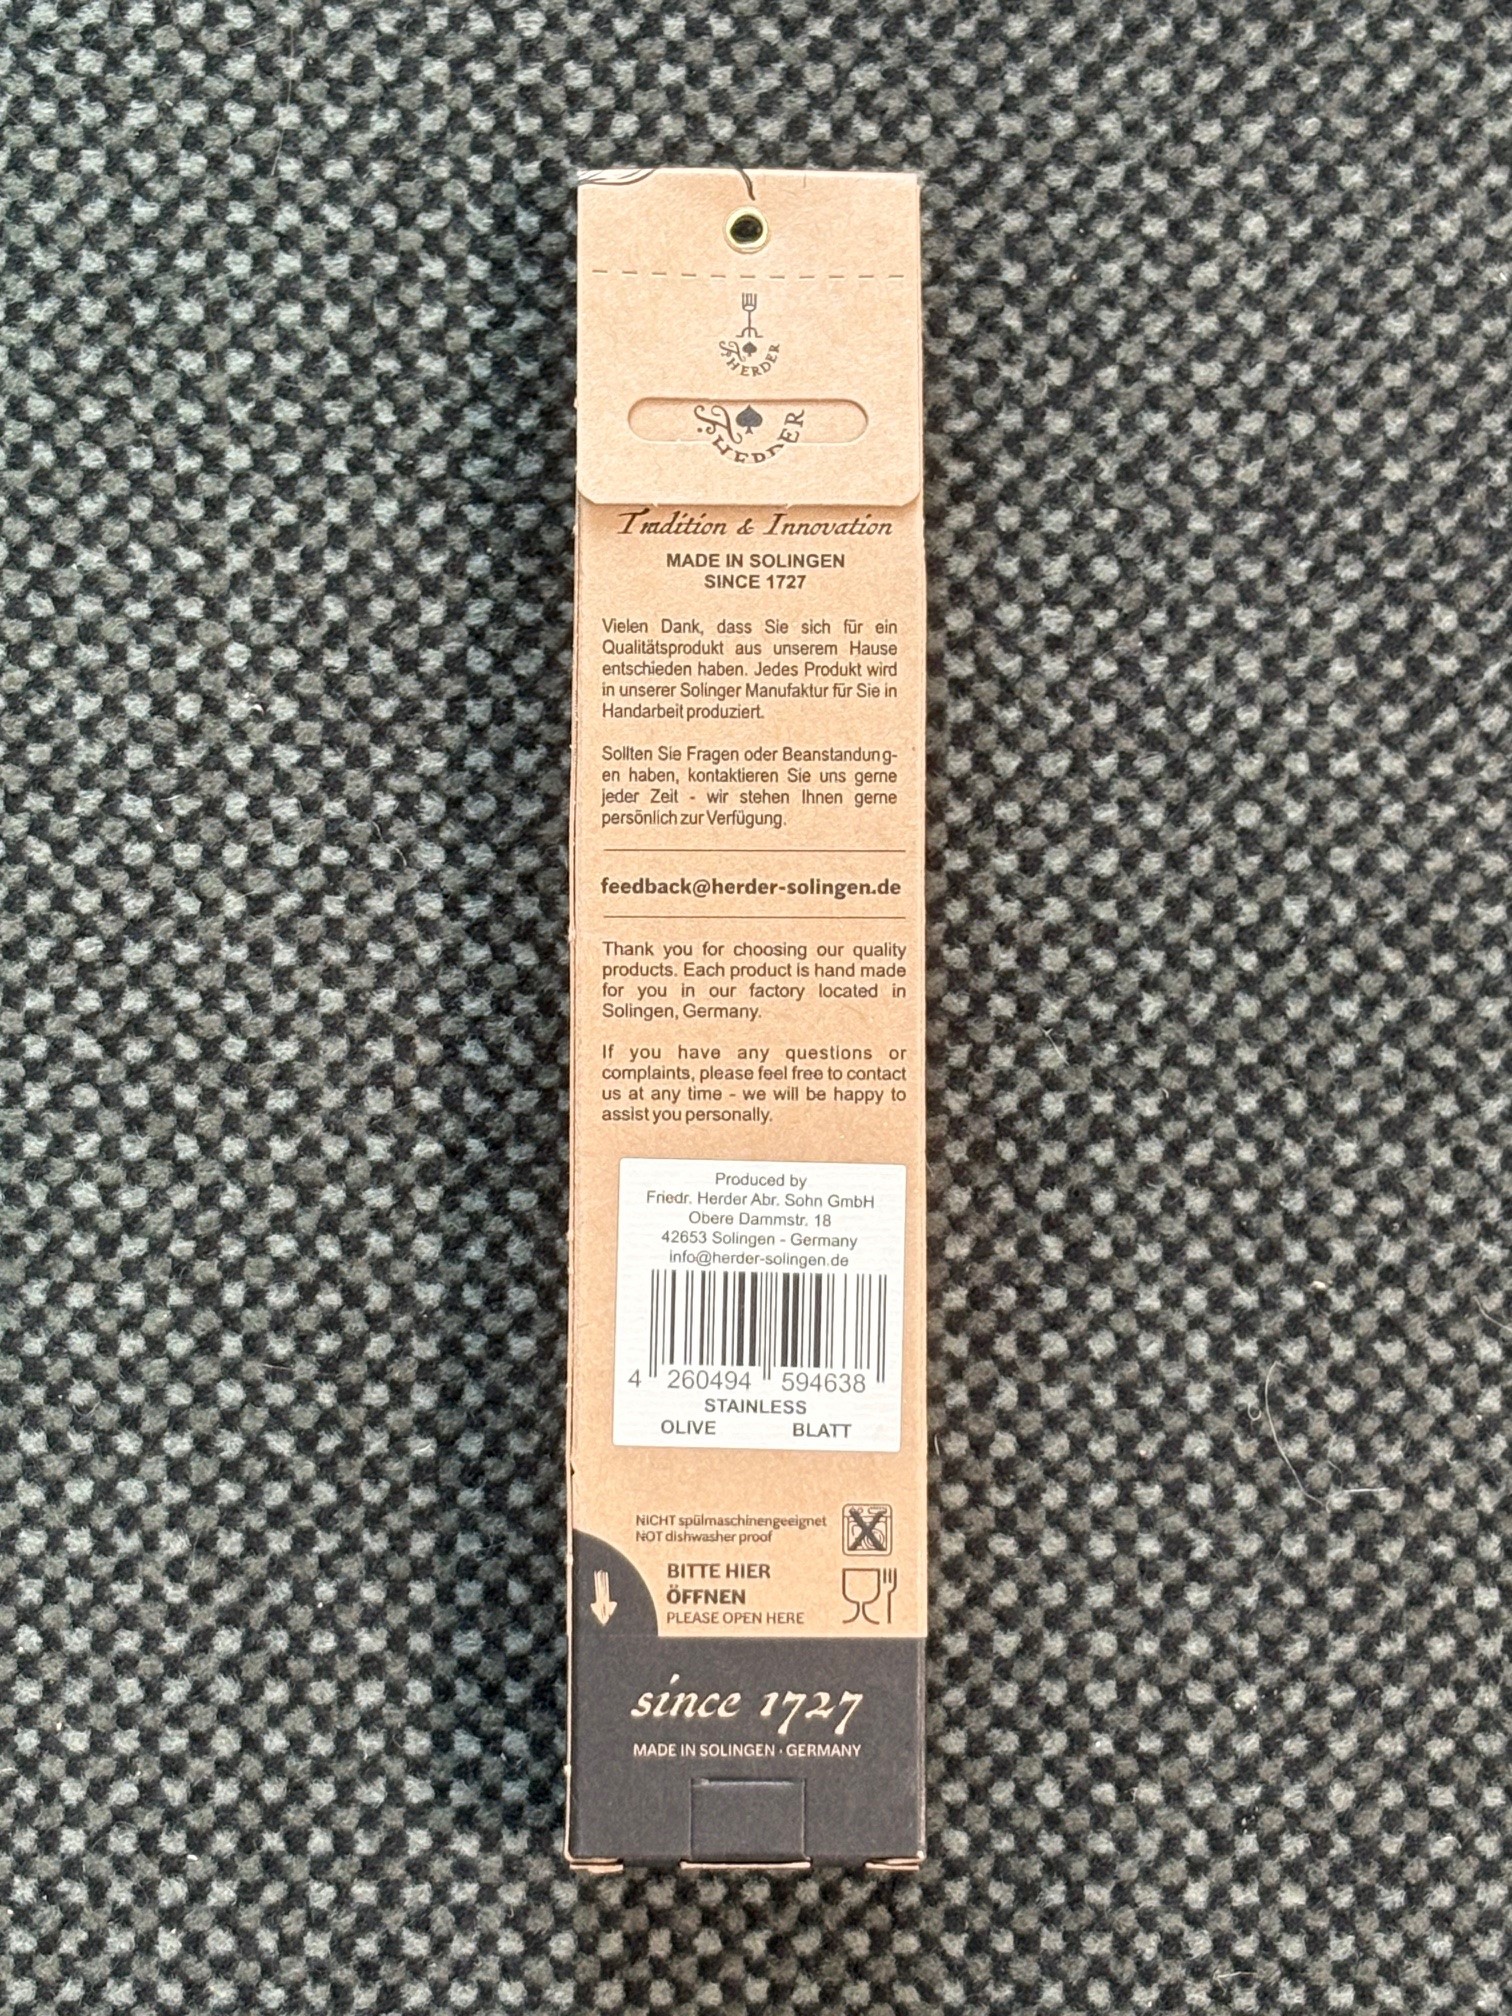 HERDER
HERDER
Tradition & Innovation
MADE IN SOLINGEN
SINCE 1727
Vielen Dank, dass Sie sich für ein
Qualitätsprodukt aus unserem Hause
entschieden haben. Jedes Produkt wird
in unserer Solinger Manufaktur für Sie in
Handarbeit produziert.
Sollten Sie Fragen oder Beanstandung-
en haben, kontaktieren Sie uns gerne
jeder Zeit - wir stehen Ihnen gerne
persönlich zur Verfügung.
feedback@herder-solingen.de
Thank you for choosing our quality
products. Each product is hand made
for you in our factory located in
Solingen, Germany.
If you have any questions or
complaints, please feel free to contact
us at any time - we will be happy to
assist you personally.
Produced by
Friedr. Herder Abr. Sohn GmbH
Obere Dammstr. 18
42653 Solingen - Germany
info@herder-solingen.de
4 260494 594638
STAINLESS
OLIVE BLATT
NICHT spülmaschinengeeignet
NOT dishwasher proof
BITTE HIER
ÖFFNEN
PLEASE OPEN HERE
since 1727
MADE IN SOLINGEN · GERMANY